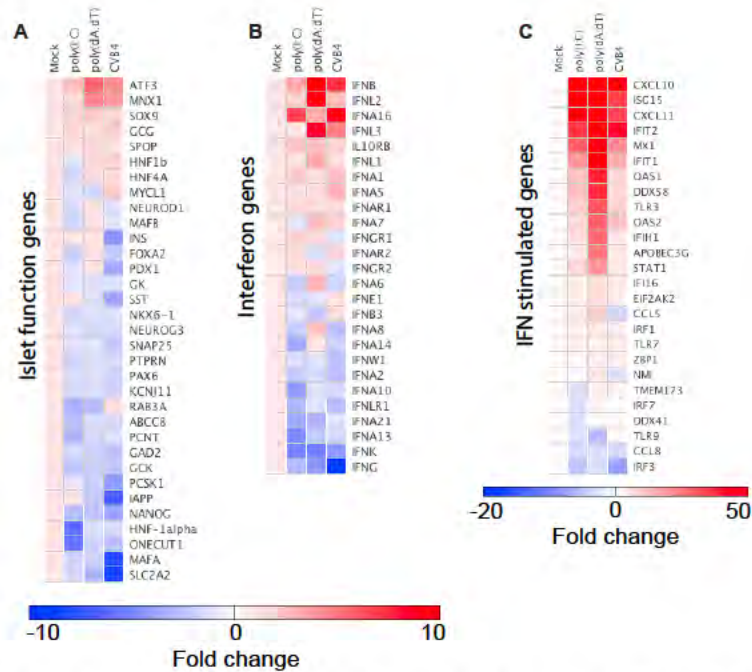 A
Mock
poly(I:C)
poly(dA:dT)
CVB4
Islet function genes
ATF3
MNX1
SOX9
GCG
SPOP
HNF1b
HNF4A
MYCL1
NEUROD1
MAFB
INS
FOXA2
PDX1
GK
SST
NKX6-1
NEUROG3
SNAP25
PTPRN
PAX6
KCNJ11
RAB3A
ABCC8
PCNT
GAD2
GCK
PCSK1
IAPP
NANOG
HNF-1alpha
ONECUT1
MAFA
SLC2A2
-10
0
10
Fold change
B
Mock
poly(I:C)
poly(dA:dT)
CVB4
Interferon genes
IFNB
IFNL2
IFNA16
IFNL3
IL10RB
IFNL1
IFNA1
IFNA5
IFNAR1
IFNA7
IFNGR1
IFNAR2
IFNGR2
IFNA6
IFNE1
IFNB3
IFNA8
IFNA14
IFNW1
IFNA2
IFNA10
IFNLR1
IFNA21
IFNA13
IFNK
IFNG
C
Mock
poly(I:C)
poly(dA:dT)
CVB4
IFN stimulated genes
CXCL10
ISG15
CXCL11
IFIT2
MX1
IFIT1
OAS1
DDX58
TLR3
OAS2
IFIH1
APOBEC3G
STAT1
IFI16
EIF2AK2
CCL5
IRF1
TLR7
ZBP1
NMI
TMEM173
IRF7
DDX41
TLR9
CCL8
IRF3
-20
0
50
Fold change